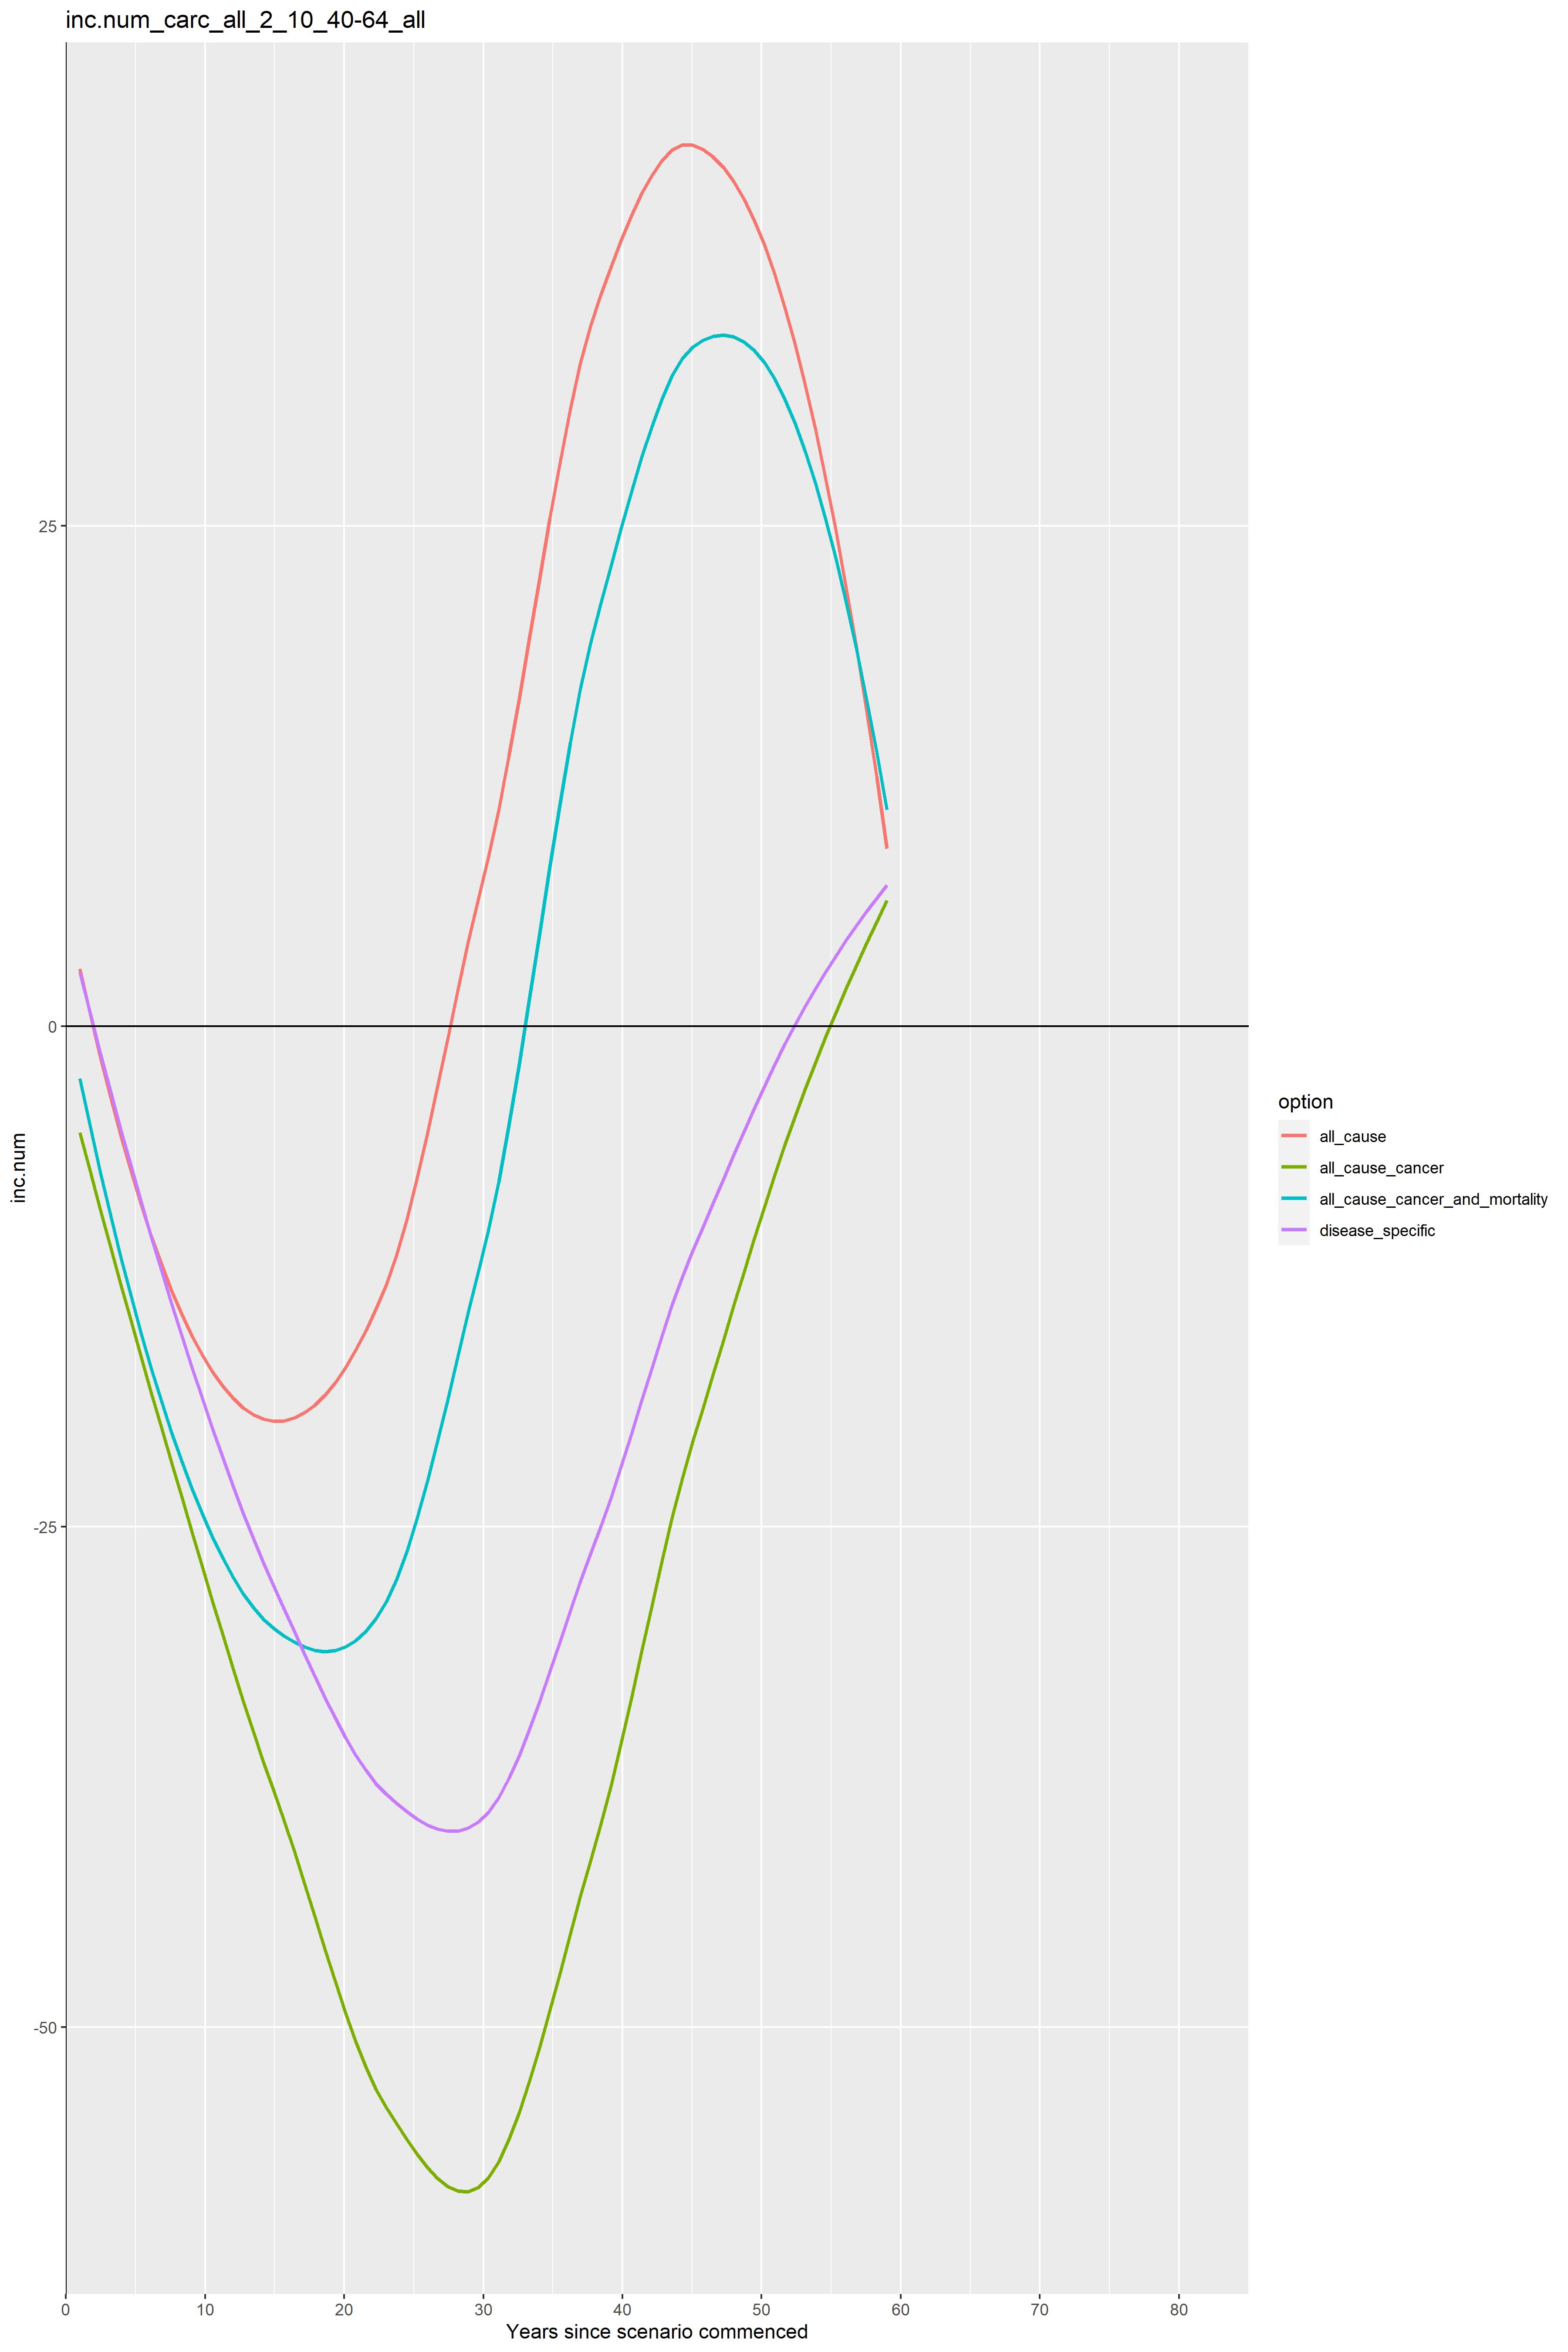 inc.num_carc_all_2_10_40-64_all
inc.num
25
0
-25
-50
0 10 20 30 40 50 60 70 80
Years since scenario commenced
option
all_cause
all_cause_cancer
all_cause_cancer_and_mortality
disease_specific